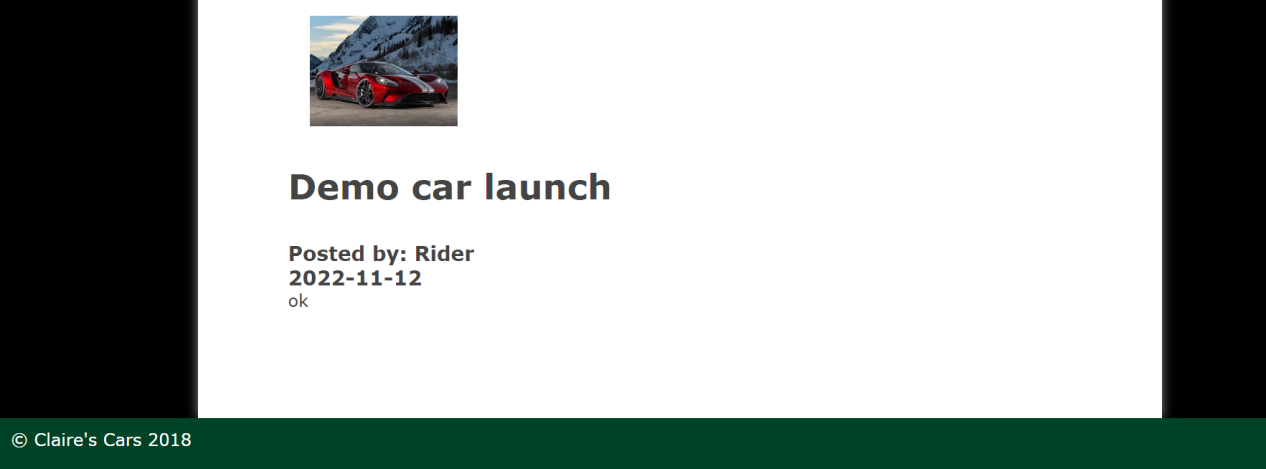 Demo car launch
Posted by: Rider
2022-11-12
ok
© Claire's Cars 2018